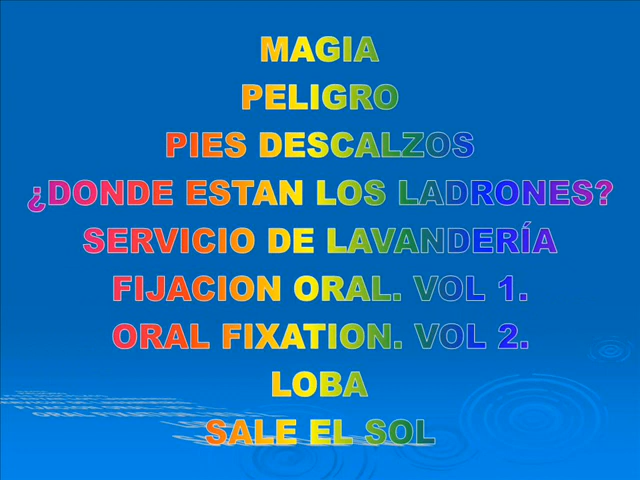 MAGIA
PELIGRO
PIES DESCALZOS
¿DONDE ESTAN LOS LADRONES?
SERVICIO DE LAVANDERÍA
FIJACION ORAL. VOL 1.
ORAL FIXATION. VOL 2.
LOBA
SALE EL SOL